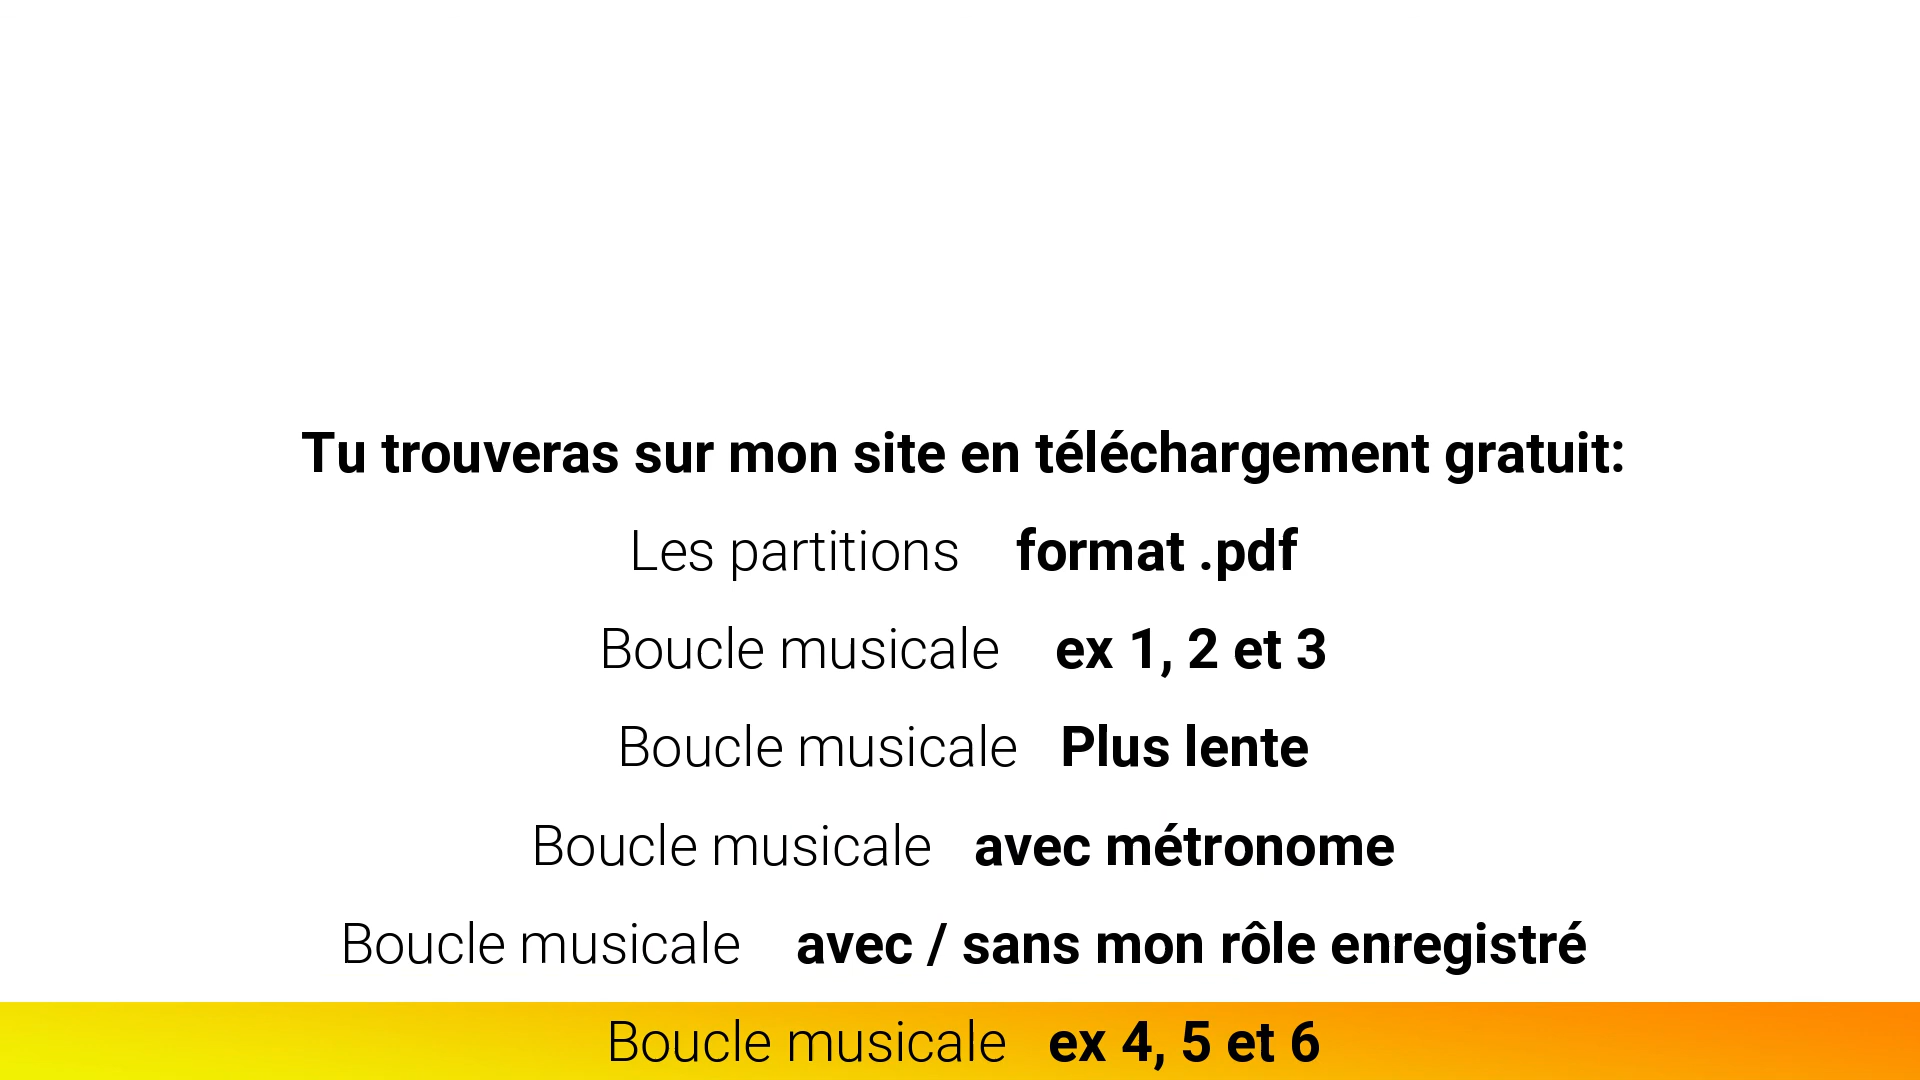 Tu trouveras sur mon site en téléchargement gratuit:
Les partitions format .pdf
Boucle musicale ex 1, 2 et 3
Boucle musicale Plus lente
Boucle musicale avec métronome
Boucle musicale avec / sans mon rôle enregistré
Boucle musicale ex 4, 5 et 6